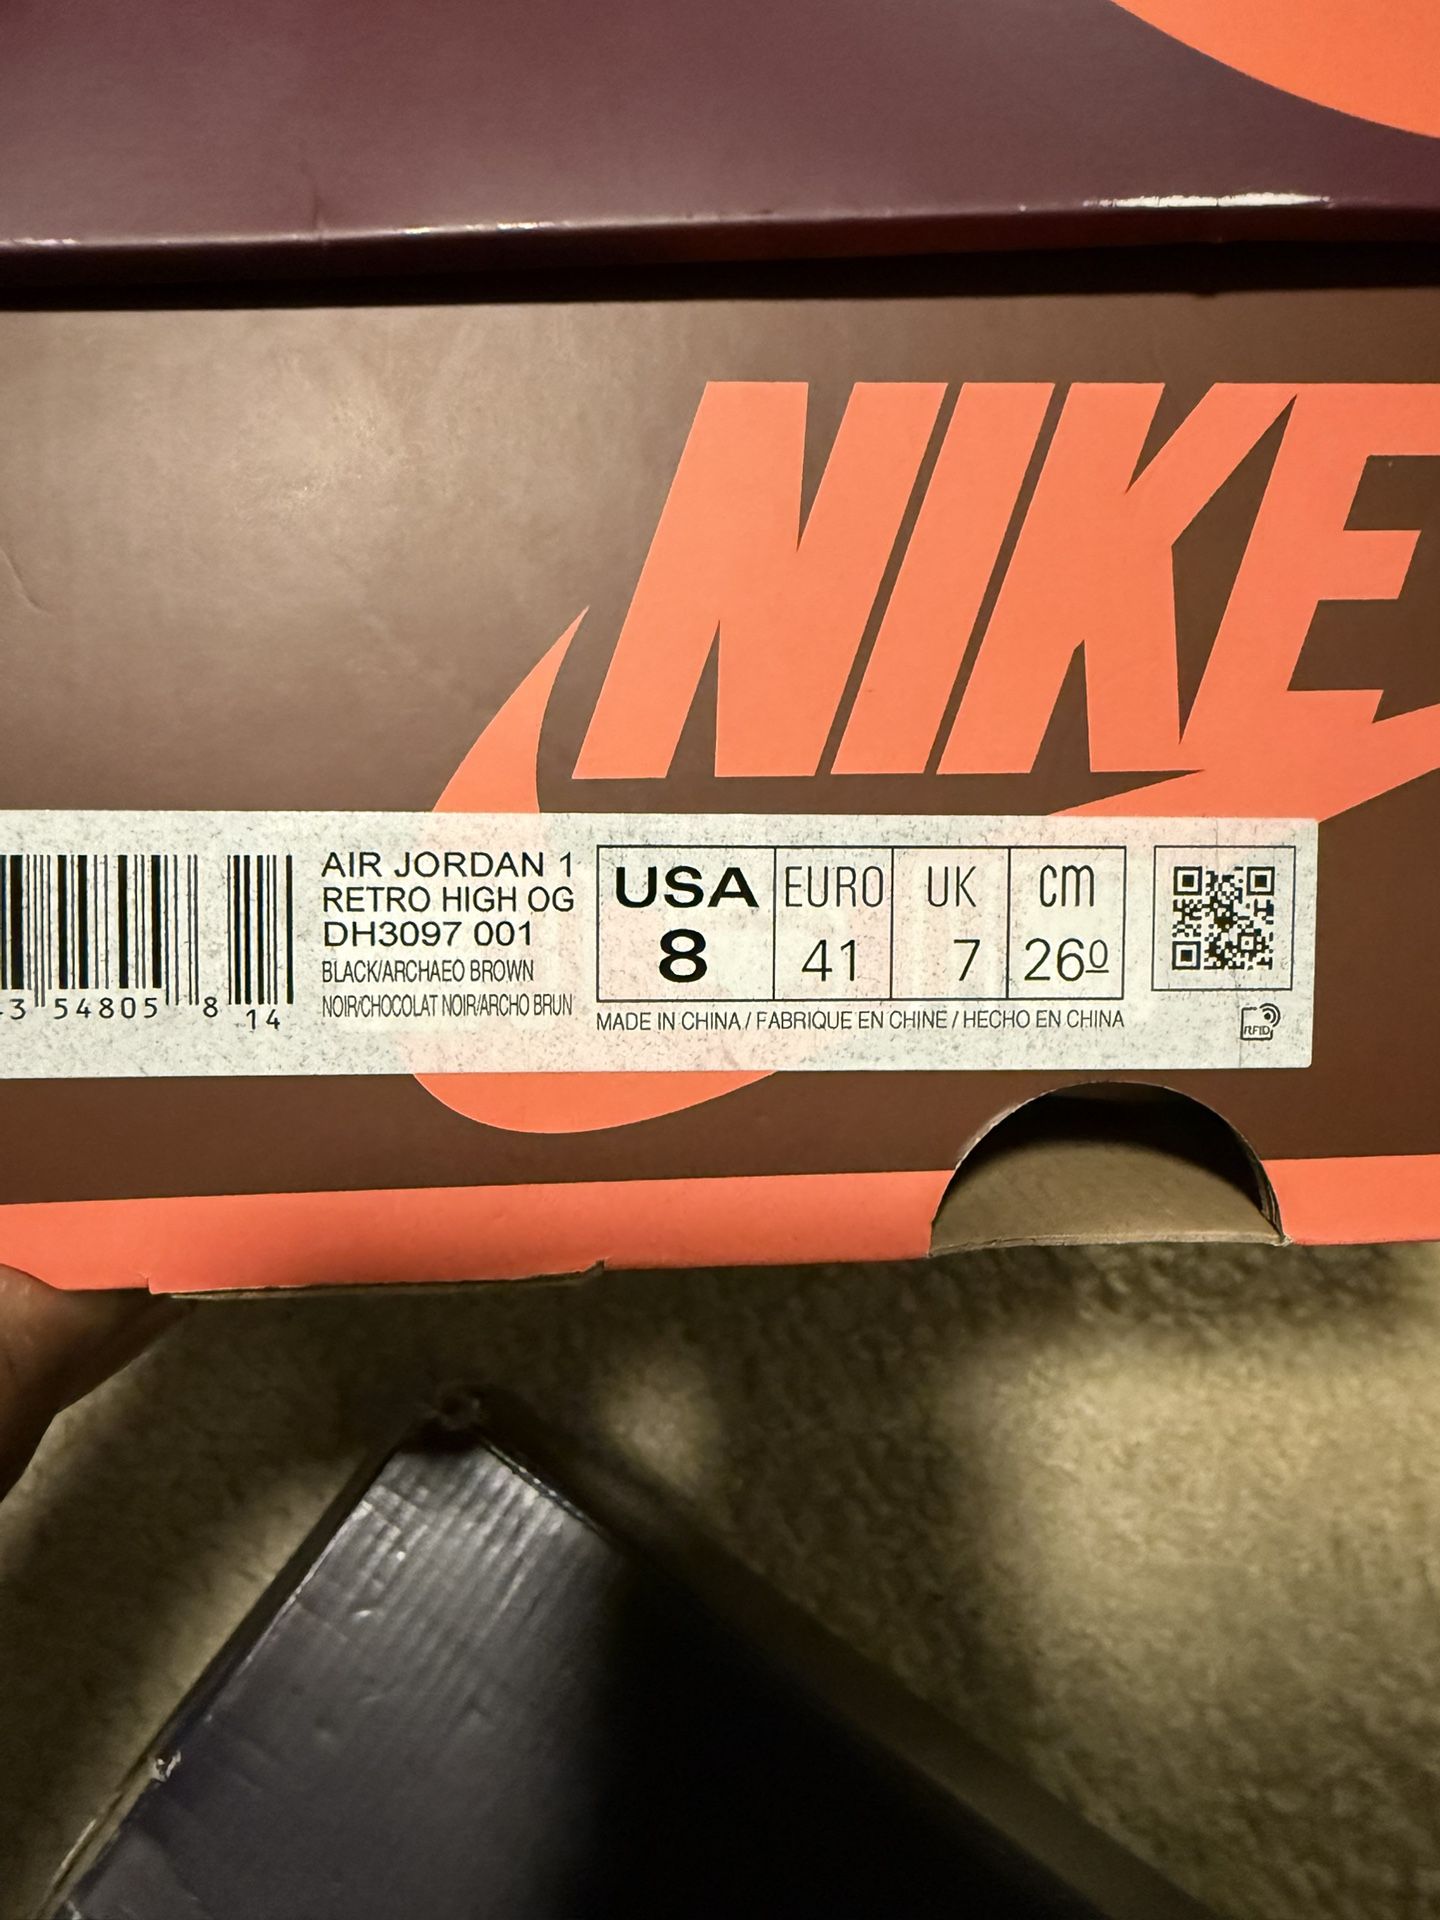 NIKE
AIR JORDAN 1
RETRO HIGH OG
DH3097 001
BLACK/ARCHAEO BROWN
NOIR/CHOCOLAT NOIR/ARCHO BRUN
USA EURO UK cm
8 41 7 26⁰
MADE IN CHINA / FABRIQUE EN CHINE / HECHO EN CHINA
3 54805 8 14
RFID